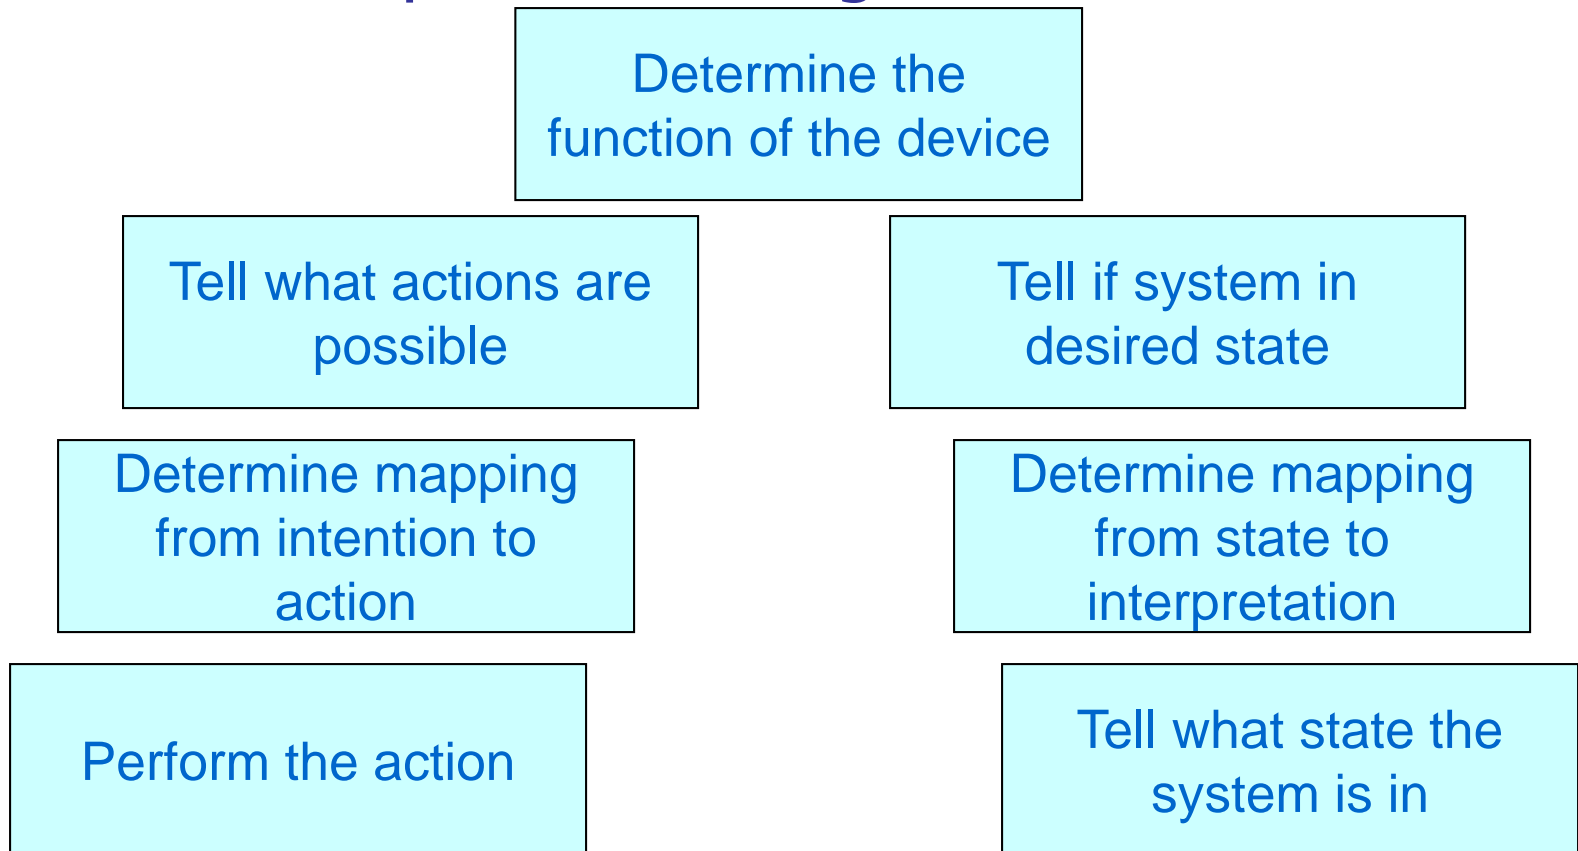 Determine the
function of the device
Tell what actions are
possible
Tell if system in
desired state
Determine mapping
from intention to
action
Determine mapping
from state to
interpretation
Perform the action
Tell what state the
system is in